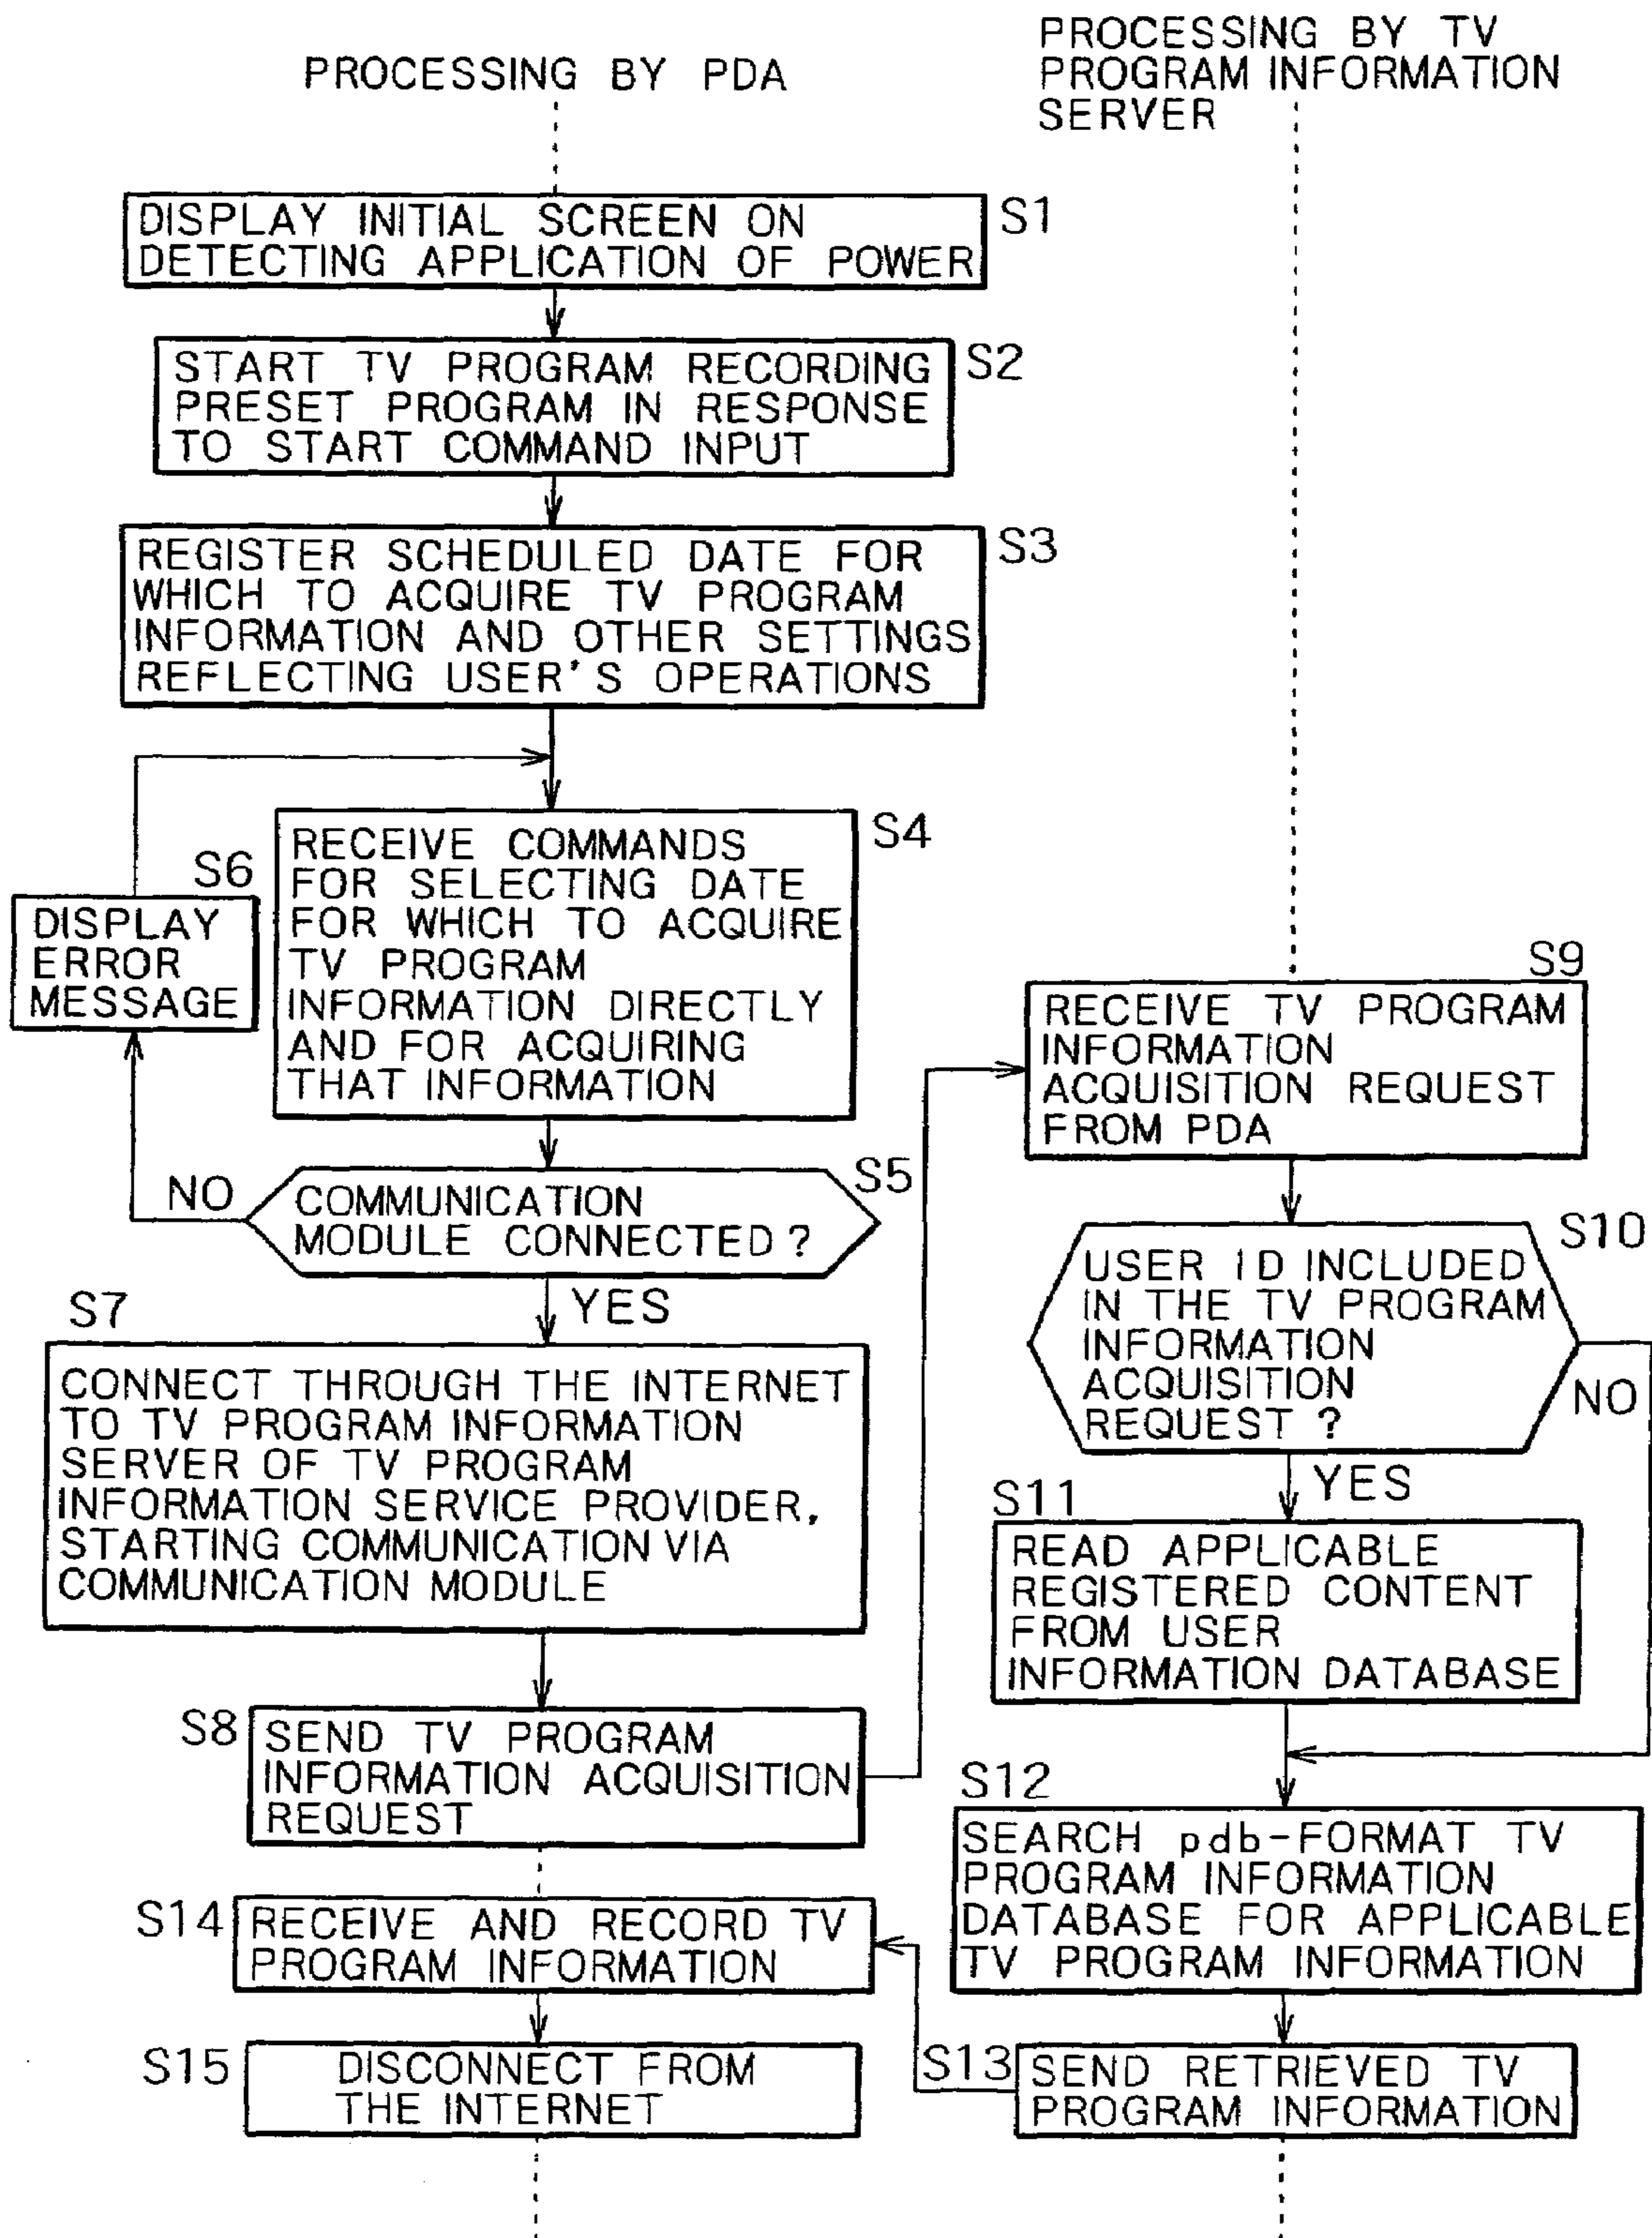 PROCESSING BY PDA
DISPLAY INITIAL SCREEN ON
DETECTING APPLICATION OF POWER
S1
START TV PROGRAM RECORDING
PRESET PROGRAM IN RESPONSE
TO START COMMAND INPUT
S2
REGISTER SCHEDULED DATE FOR
WHICH TO ACQUIRE TV PROGRAM
INFORMATION AND OTHER SETTINGS
REFLECTING USER'S OPERATIONS
S3
RECEIVE COMMANDS
FOR SELECTING DATE
FOR WHICH TO ACQUIRE
TV PROGRAM
INFORMATION DIRECTLY
AND FOR ACQUIRING
THAT INFORMATION
S4
S6
DISPLAY
ERROR
MESSAGE
NO
COMMUNICATION
MODULE CONNECTED?
S5
YES
S7
CONNECT THROUGH THE INTERNET
TO TV PROGRAM INFORMATION
SERVER OF TV PROGRAM
INFORMATION SERVICE PROVIDER,
STARTING COMMUNICATION VIA
COMMUNICATION MODULE
S8
SEND TV PROGRAM
INFORMATION ACQUISITION
REQUEST
S14
RECEIVE AND RECORD TV
PROGRAM INFORMATION
S15
DISCONNECT FROM
THE INTERNET
PROCESSING BY TV
PROGRAM INFORMATION
SERVER
S9
RECEIVE TV PROGRAM
INFORMATION
ACQUISITION REQUEST
FROM PDA
S10
USER ID INCLUDED
IN THE TV PROGRAM
INFORMATION
ACQUISITION
REQUEST?
NO
YES
S11
READ APPLICABLE
REGISTERED CONTENT
FROM USER
INFORMATION DATABASE
S12
SEARCH pdb-FORMAT TV
PROGRAM INFORMATION
DATABASE FOR APPLICABLE
TV PROGRAM INFORMATION
S13
SEND RETRIEVED TV
PROGRAM INFORMATION